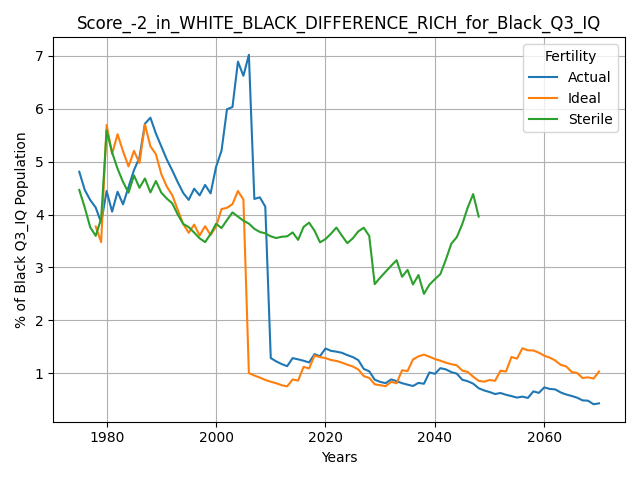 Score_-2_in_WHITE_BLACK_DIFFERENCE_RICH_for_Black_Q3_IQ
Fertility
Actual
Ideal
Sterile
% of Black Q3_IQ Population
7
6
5
4
3
2
1
1980
2000
2020
2040
2060
Years